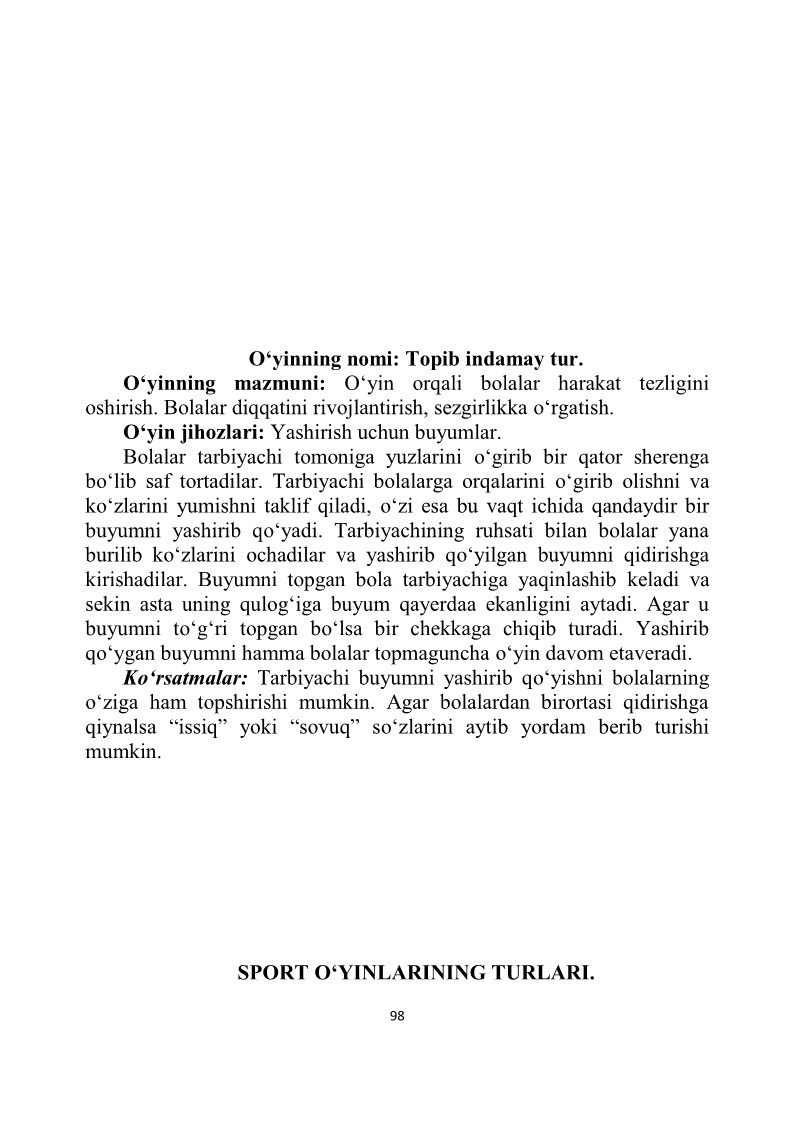 O‘yinning nomi: Topib indamay tur.
O‘yinning mazmuni: O‘yin orqali bolalar harakat tezligini
oshirish. Bolalar diqqatini rivojlantirish, sezgirlikka o‘rgatish.
O‘yin jihozlari: Yashirish uchun buyumlar.
Bolalar tarbiyachi tomoniga yuzlarini o‘girib bir qator sherenga
bo‘lib saf tortadilar. Tarbiyachi bolalarga orqalarini o‘girib olishni va
ko‘zlarini yumishni taklif qiladi, o‘zi esa bu vaqt ichida qandaydir bir
buyumni yashirib qo‘yadi. Tarbiyachining ruhsati bilan bolalar yana
burilib ko‘zlarini ochadilar va yashirib qo‘yilgan buyumni qidirishga
kirishadilar. Buyumni topgan bola tarbiyachiga yaqinlashib keladi va
sekin asta uning qulog‘iga buyum qayerdaa ekanligini aytadi. Agar u
buyumni to‘g‘ri topgan bo‘lsa bir chekkaga chiqib turadi. Yashirib
qo‘ygan buyumni hamma bolalar topmaguncha o‘yin davom etaveradi.
Ko‘rsatmalar: Tarbiyachi buyumni yashirib qo‘yishni bolalarning
o‘ziga ham topshirishi mumkin. Agar bolalardan birortasi qidirishga
qiynalsa “issiq” yoki “sovuq” so‘zlarini aytib yordam berib turishi
mumkin.
SPORT O‘YINLARINING TURLARI.
98